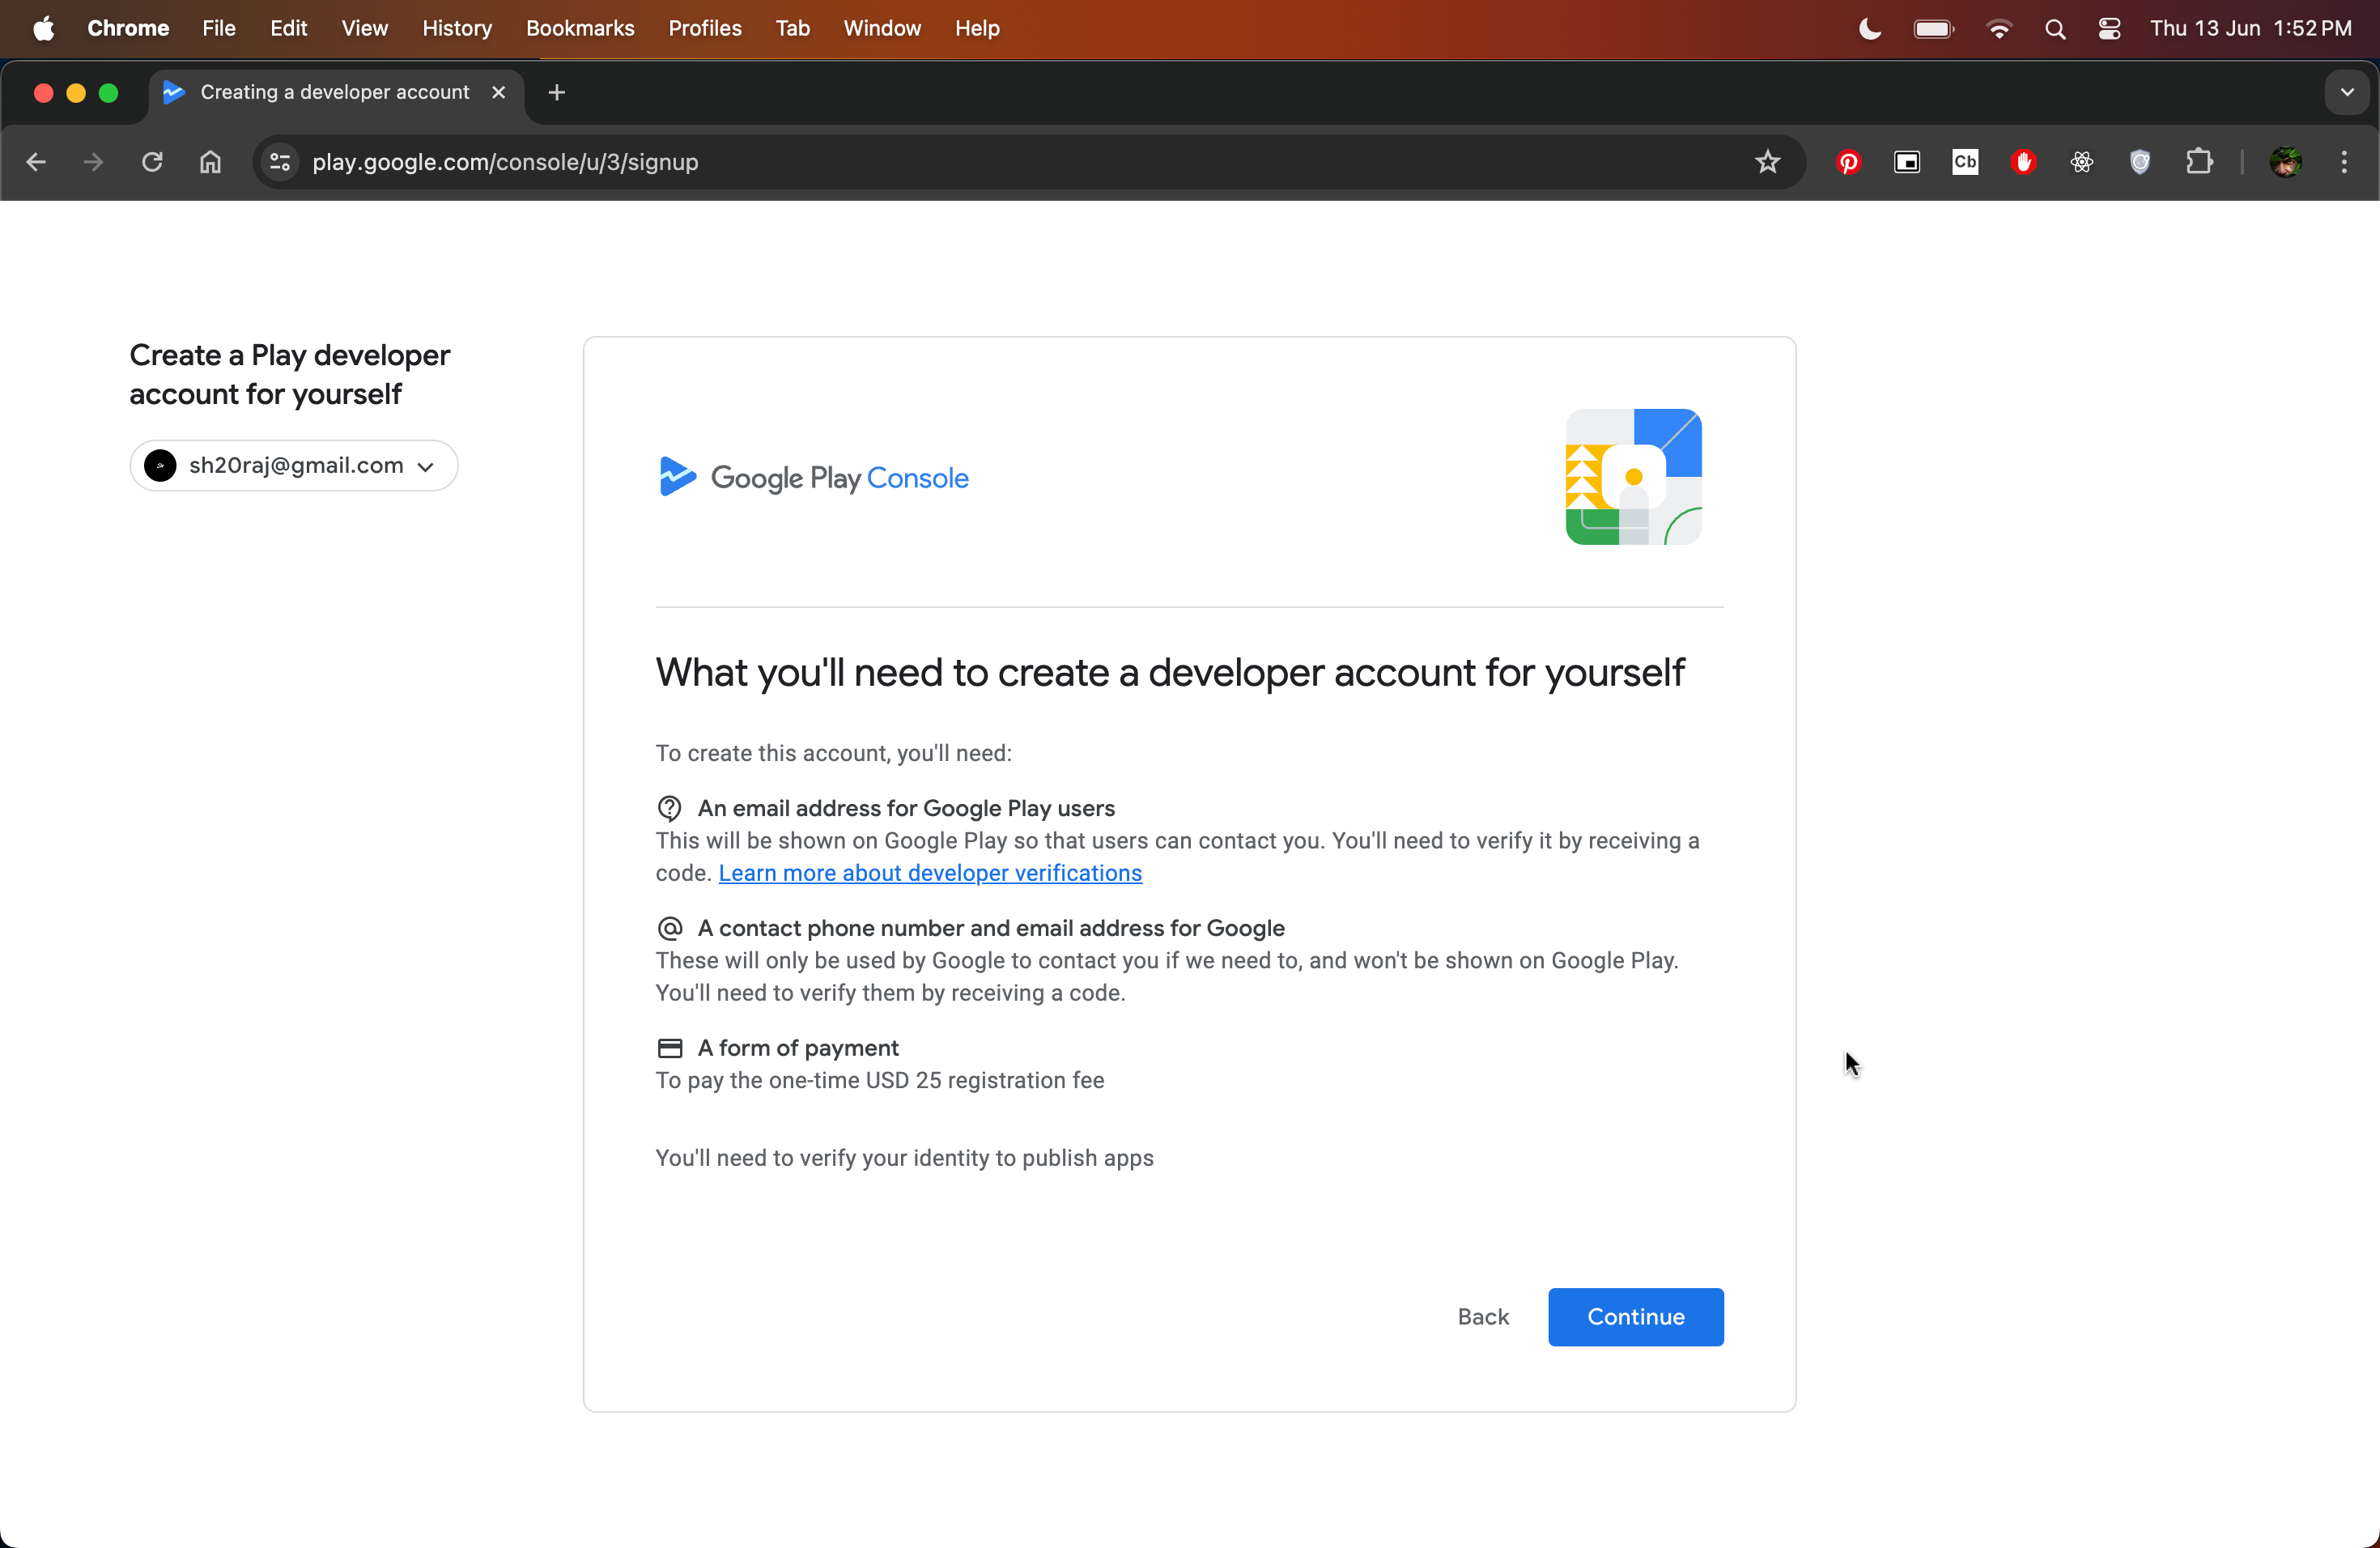 Chrome File Edit View History Bookmarks Profiles Tab Window Help Thu 13 Jun 1:52 PM
Creating a developer account
play.google.com/console/u/3/signup
Cb
Create a Play developer
account for yourself
sh20raj@gmail.com
Google Play Console
What you'll need to create a developer account for yourself
To create this account, you'll need:
An email address for Google Play users
This will be shown on Google Play so that users can contact you. You'll need to verify it by receiving a
code. Learn more about developer verifications
A contact phone number and email address for Google
These will only be used by Google to contact you if we need to, and won't be shown on Google Play.
You'll need to verify them by receiving a code.
A form of payment
To pay the one-time USD 25 registration fee
You'll need to verify your identity to publish apps
Back Continue